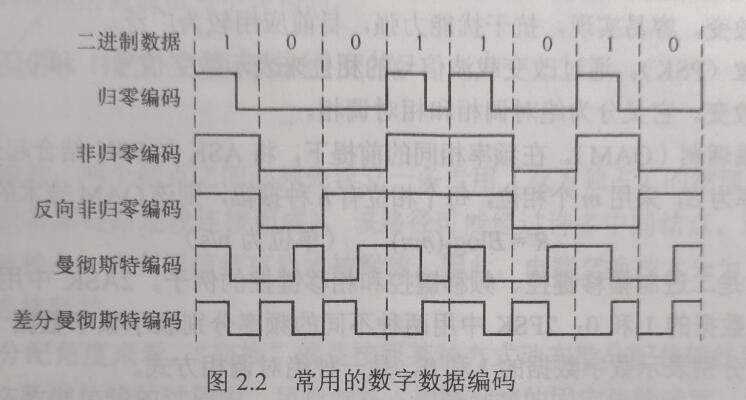 二进制数据 1 0 0 1 1 0 1 0
归零编码
非归零编码
反向非归零编码
曼彻斯特编码
差分曼彻斯特编码
图 2.2 常用的数字数据编码